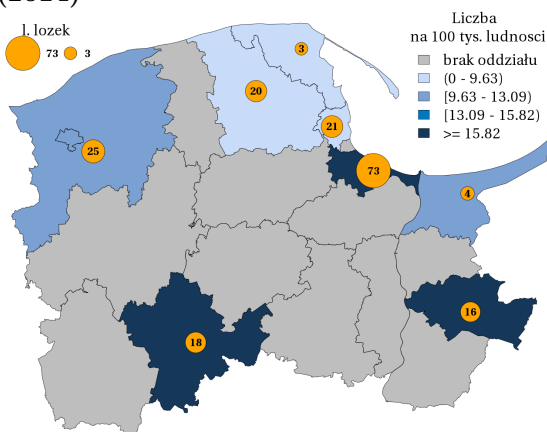 l. lozek
73 3
Liczba
na 100 tys. ludnosci
brak oddziału
(0 - 9.63)
[9.63 - 13.09)
[13.09 - 15.82)
>= 15.82
3
20
21
25
73
4
16
18